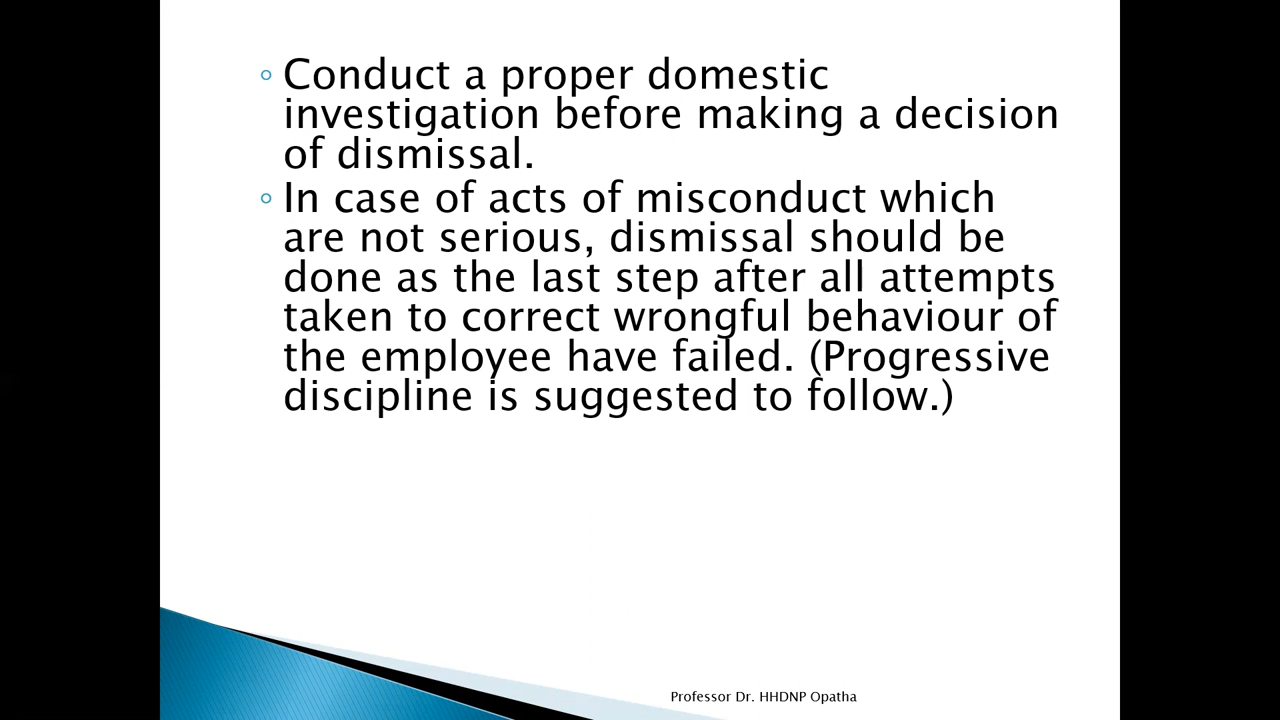 ◦ Conduct a proper domestic
investigation before making a decision
of dismissal.
◦ In case of acts of misconduct which
are not serious, dismissal should be
done as the last step after all attempts
taken to correct wrongful behaviour of
the employee have failed. (Progressive
discipline is suggested to follow.)
Professor Dr. HHDNP Opatha